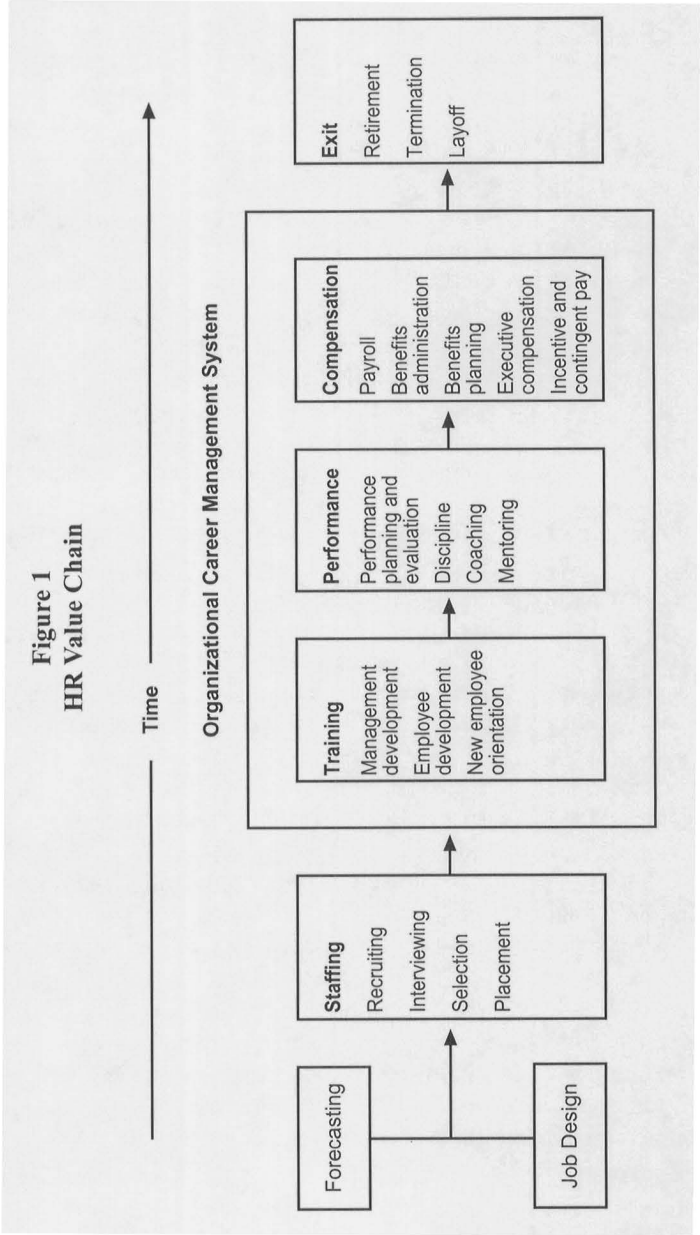 Figure 1
HR Value Chain
Time
Organizational Career Management System
Forecasting
Job Design
Staffing
Recruiting
Interviewing
Selection
Placement
Training
Management
development
Employee
development
New employee
orientation
Performance
Performance
planning and
evaluation
Discipline
Coaching
Mentoring
Compensation
Payroll
Benefits
administration
Benefits
planning
Executive
compensation
Incentive and
contingent pay
Exit
Retirement
Termination
Layoff